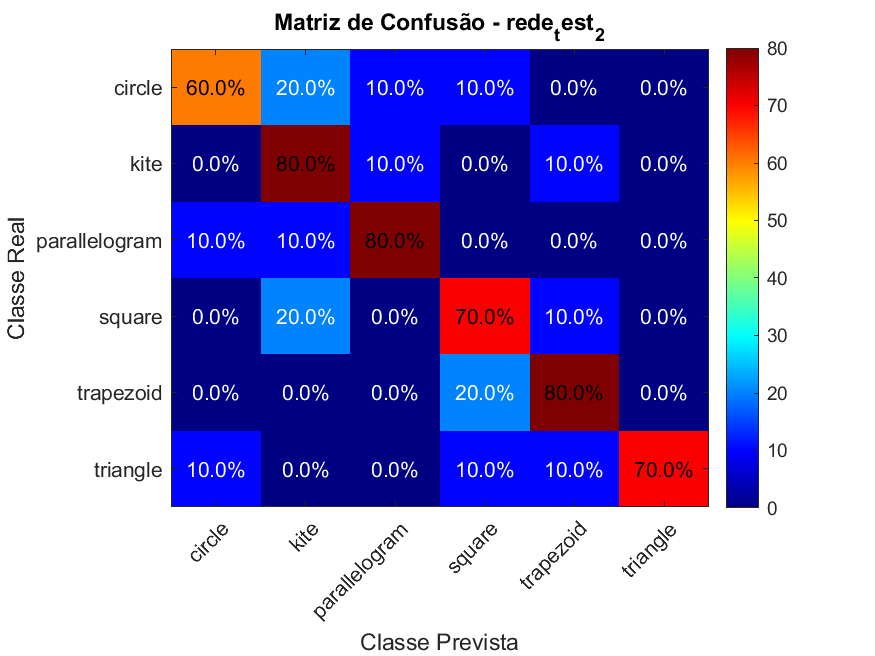 Matriz de Confusão - rede_test_2
circle 60.0% 20.0% 10.0% 10.0% 0.0% 0.0%
kite 0.0% 80.0% 10.0% 0.0% 10.0% 0.0%
parallelogram 10.0% 10.0% 80.0% 0.0% 0.0% 0.0%
square 0.0% 20.0% 0.0% 70.0% 10.0% 0.0%
trapezoid 0.0% 0.0% 0.0% 20.0% 80.0% 0.0%
triangle 10.0% 0.0% 0.0% 10.0% 10.0% 70.0%
Classe Real
circle kite parallelogram square trapezoid triangle
Classe Prevista
80
70
60
50
40
30
20
10
0